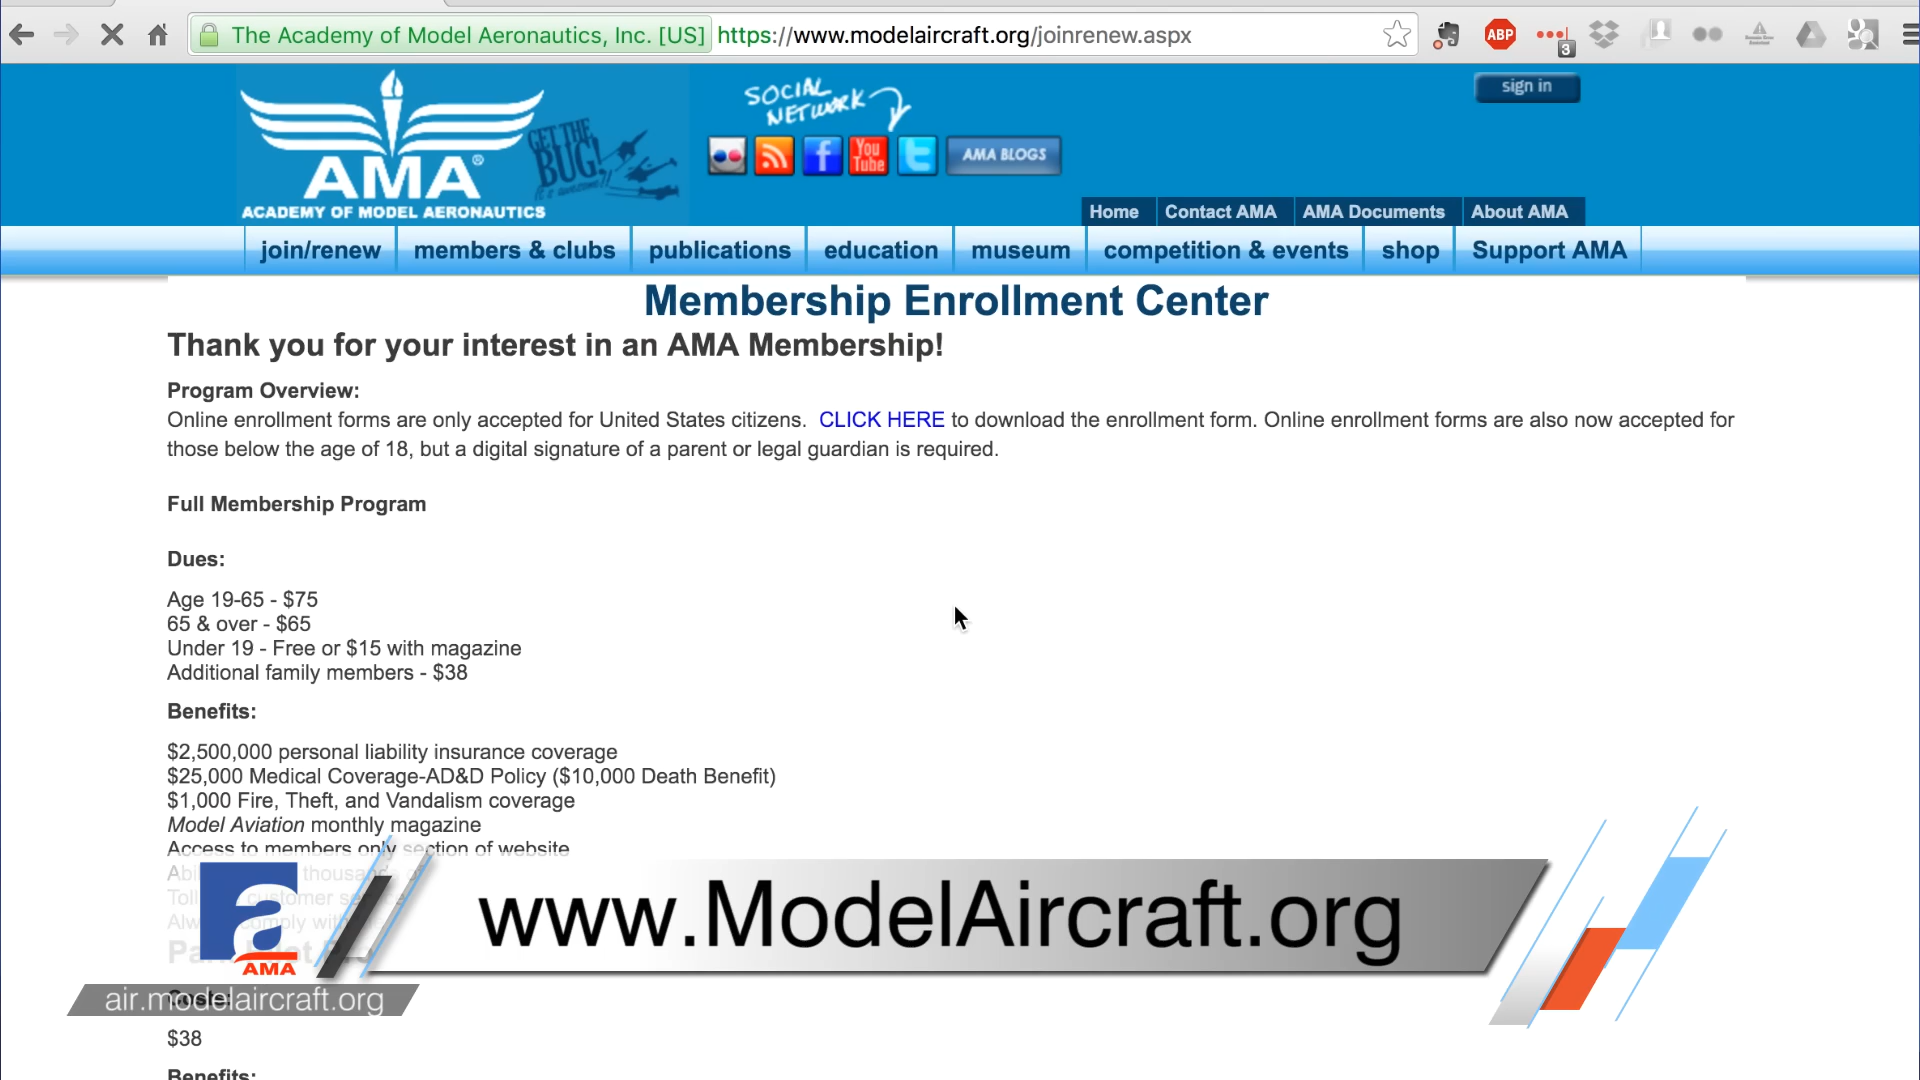 The Academy of Model Aeronautics, Inc. [US] https://www.modelaircraft.org/joinrenew.aspx
ABP
3
SOCIAL NETWORK
sign in
GET THE BUG!
You Tube
AMA BLOGS
AMA®
ACADEMY OF MODEL AERONAUTICS
Home Contact AMA AMA Documents About AMA
join/renew members & clubs publications education museum competition & events shop Support AMA
Membership Enrollment Center
Thank you for your interest in an AMA Membership!
Program Overview:
Online enrollment forms are only accepted for United States citizens. CLICK HERE to download the enrollment form. Online enrollment forms are also now accepted for
those below the age of 18, but a digital signature of a parent or legal guardian is required.
Full Membership Program
Dues:
Age 19-65 - $75
65 & over - $65
Under 19 - Free or $15 with magazine
Additional family members - $38
Benefits:
$2,500,000 personal liability insurance coverage
$25,000 Medical Coverage-AD&D Policy ($10,000 Death Benefit)
$1,000 Fire, Theft, and Vandalism coverage
Model Aviation monthly magazine
Access to members only section of website
www.ModelAircraft.org
a
AMA
air.modelaircraft.org
$38
Benefits: